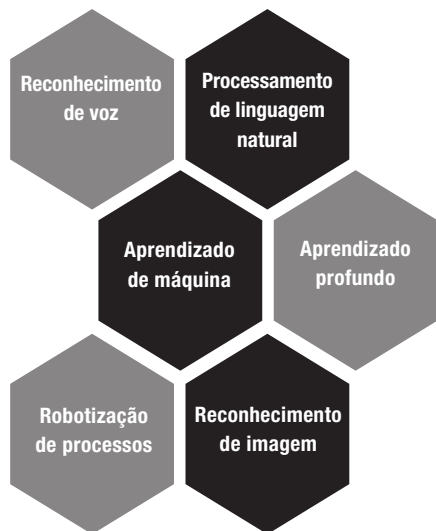 Reconhecimento
de voz
Processamento
de linguagem
natural
Aprendizado
de máquina
Aprendizado
profundo
Robotização
de processos
Reconhecimento
de imagem